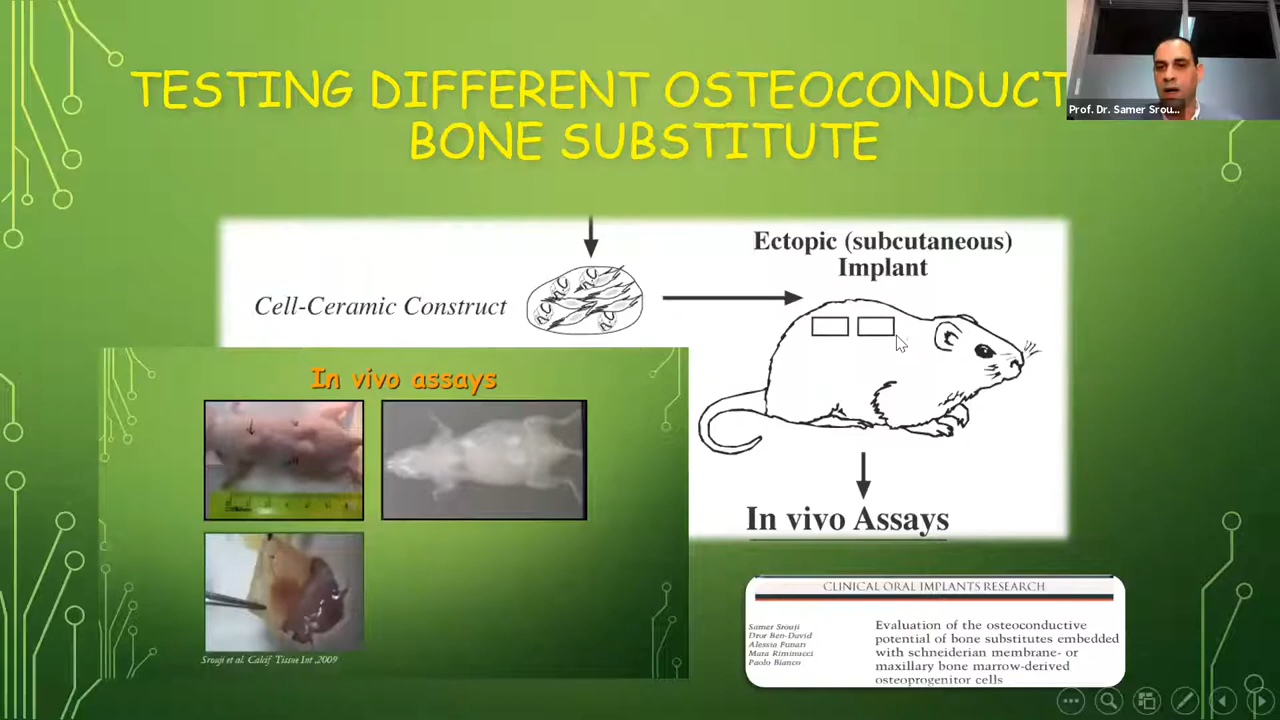 TESTING DIFFERENT OSTEOCONDUCT
BONE SUBSTITUTE
Prof. Dr. Samer Srou...
Ectopic (subcutaneous)
Implant
Cell-Ceramic Construct
In vivo assays
In vivo Assays
Srouji et al. Calcif Tissue Int ,2009
CLINICAL ORAL IMPLANTS RESEARCH
Samer Srouji
Dror Ben-David
Alessia Funari
Mara Riminucci
Paolo Bianco
Evaluation of the osteoconductive
potential of bone substitutes embedded
with schneiderian membrane- or
maxillary bone marrow-derived
osteoprogenitor cells